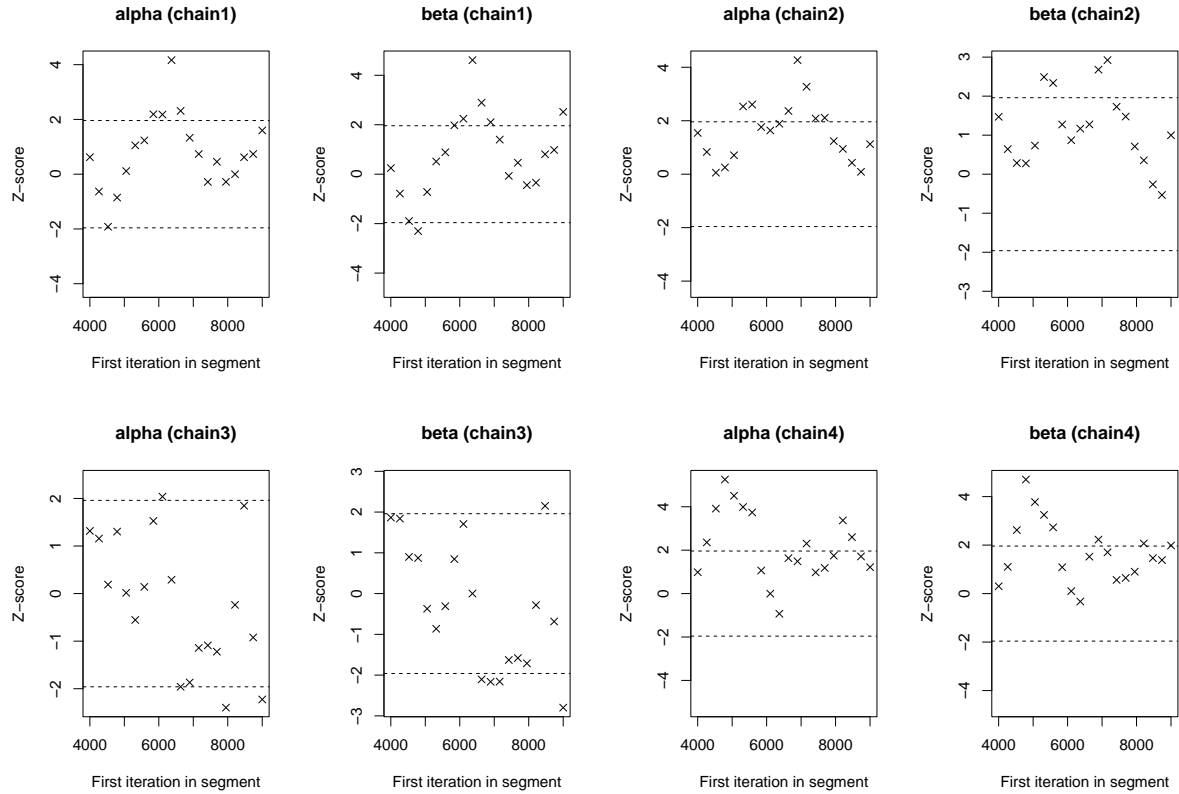 alpha (chain1)
Z−score
4
2
0
−2
−4
4000 6000 8000
First iteration in segment
beta (chain1)
Z−score
4
2
0
−2
−4
4000 6000 8000
First iteration in segment
alpha (chain2)
Z−score
4
2
0
−2
−4
4000 6000 8000
First iteration in segment
beta (chain2)
Z−score
3
2
1
0
−1
−2
−3
4000 6000 8000
First iteration in segment
alpha (chain3)
Z−score
2
1
0
−1
−2
4000 6000 8000
First iteration in segment
beta (chain3)
Z−score
3
2
1
0
−1
−2
−3
4000 6000 8000
First iteration in segment
alpha (chain4)
Z−score
4
2
0
−2
−4
4000 6000 8000
First iteration in segment
beta (chain4)
Z−score
4
2
0
−2
−4
4000 6000 8000
First iteration in segment